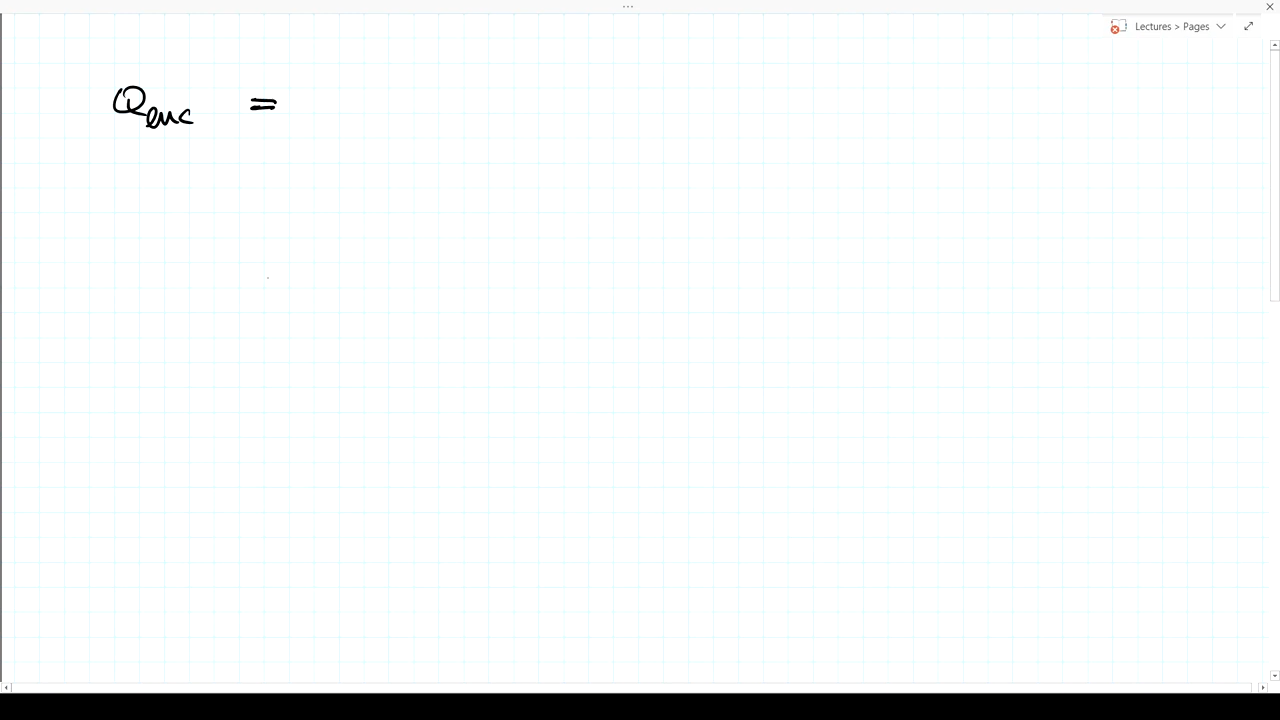 Lectures > Pages
Qenc =